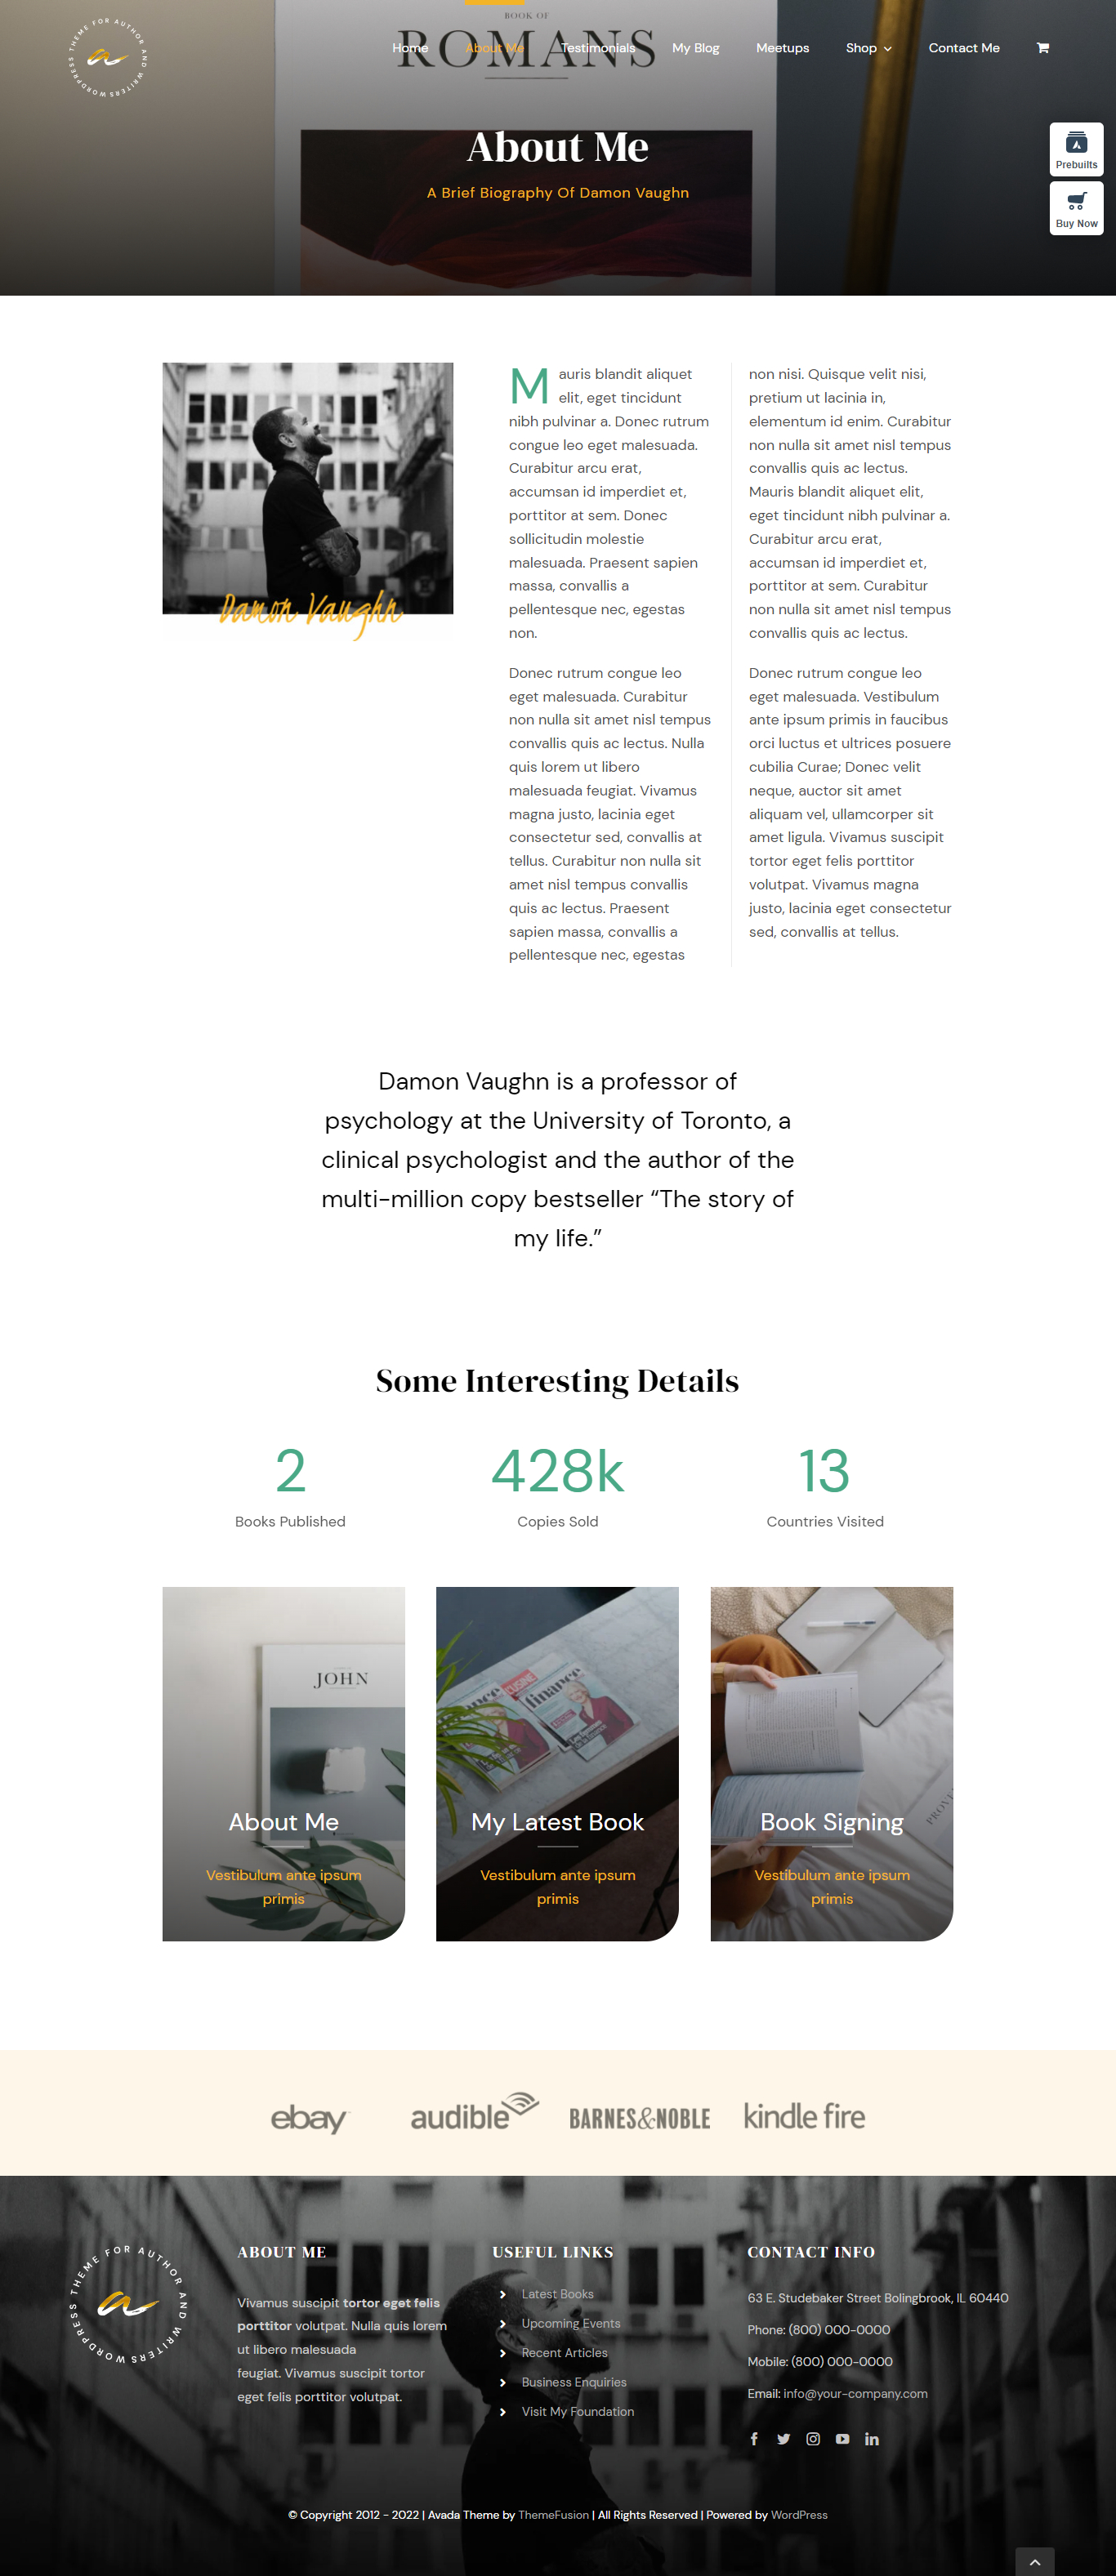 THEME FOR AUTHOR AND WRITERS WORDPRESS
BOOK OF
ROMANS
Home
About Me
Testimonials
My Blog
Meetups
Shop
Contact Me
About Me
A Brief Biography Of Damon Vaughn
Prebuilts
Buy Now
Damon Vaughn
Mauris blandit aliquet
elit, eget tincidunt
nibh pulvinar a. Donec rutrum
congue leo eget malesuada.
Curabitur arcu erat,
accumsan id imperdiet et,
porttitor at sem. Donec
sollicitudin molestie
malesuada. Praesent sapien
massa, convallis a
pellentesque nec, egestas
non.
Donec rutrum congue leo
eget malesuada. Curabitur
non nulla sit amet nisl tempus
convallis quis ac lectus. Nulla
quis lorem ut libero
malesuada feugiat. Vivamus
magna justo, lacinia eget
consectetur sed, convallis at
tellus. Curabitur non nulla sit
amet nisl tempus convallis
quis ac lectus. Praesent
sapien massa, convallis a
pellentesque nec, egestas
non nisi. Quisque velit nisi,
pretium ut lacinia in,
elementum id enim. Curabitur
non nulla sit amet nisl tempus
convallis quis ac lectus.
Mauris blandit aliquet elit,
eget tincidunt nibh pulvinar a.
Curabitur arcu erat,
accumsan id imperdiet et,
porttitor at sem. Curabitur
non nulla sit amet nisl tempus
convallis quis ac lectus.
Donec rutrum congue leo
eget malesuada. Vestibulum
ante ipsum primis in faucibus
orci luctus et ultrices posuere
cubilia Curae; Donec velit
neque, auctor sit amet
aliquam vel, ullamcorper sit
amet ligula. Vivamus suscipit
tortor eget felis porttitor
volutpat. Vivamus magna
justo, lacinia eget consectetur
sed, convallis at tellus.
Damon Vaughn is a professor of
psychology at the University of Toronto, a
clinical psychologist and the author of the
multi-million copy bestseller “The story of
my life.”
Some Interesting Details
2
Books Published
428k
Copies Sold
13
Countries Visited
JOHN
About Me
Vestibulum ante ipsum
primis
CUISINE
finance
My Latest Book
Vestibulum ante ipsum
primis
Book Signing
Vestibulum ante ipsum
primis
ebay
audible
BARNES&NOBLE
kindle fire
THEME FOR AUTHOR AND WRITERS WORDPRESS
ABOUT ME
Vivamus suscipit tortor eget felis
porttitor volutpat. Nulla quis lorem
ut libero malesuada
feugiat. Vivamus suscipit tortor
eget felis porttitor volutpat.
USEFUL LINKS
Latest Books
Upcoming Events
Recent Articles
Business Enquiries
Visit My Foundation
CONTACT INFO
63 E. Studebaker Street Bolingbrook, IL 60440
Phone: (800) 000-0000
Mobile: (800) 000-0000
Email: info@your-company.com
© Copyright 2012 - 2022 | Avada Theme by ThemeFusion | All Rights Reserved | Powered by WordPress